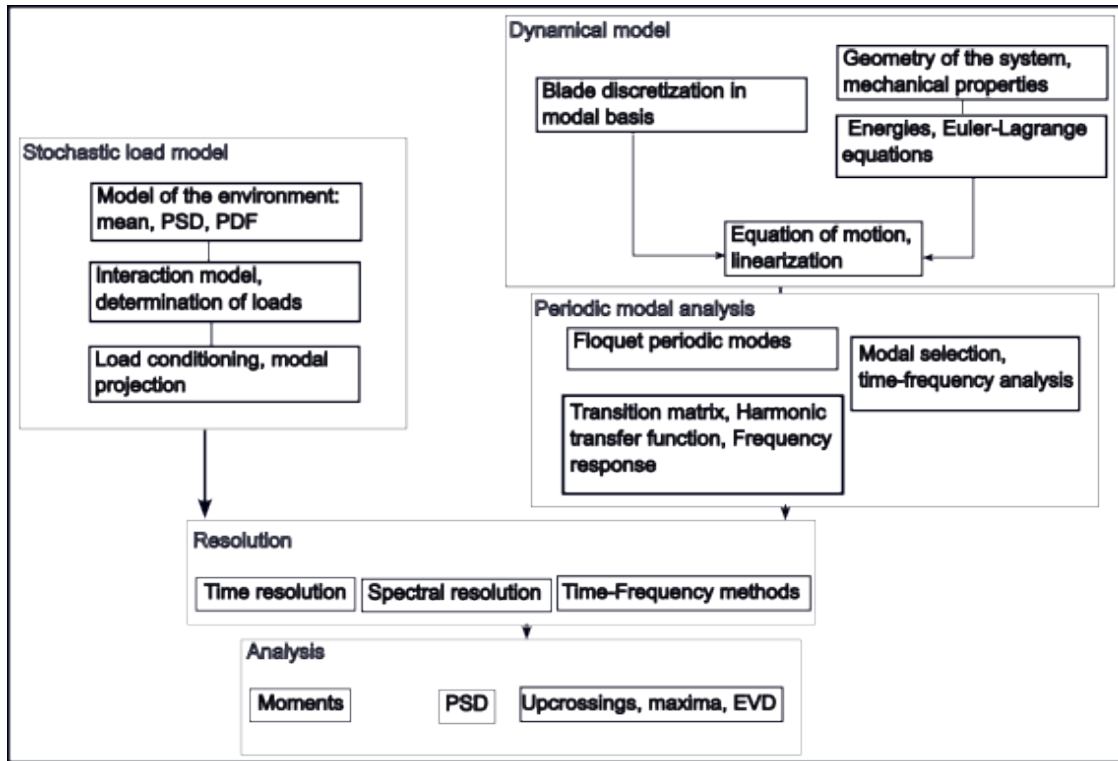 Dynamical model
Geometry of the system,
mechanical properties
Blade discretization in
modal basis
Energies, Euler-Lagrange
equations
Equation of motion,
linearization
Stochastic load model
Model of the environment:
mean, PSD, PDF
Interaction model,
determination of loads
Load conditioning, modal
projection
Periodic modal analysis
Floquet periodic modes
Modal selection,
time-frequency analysis
Transition matrix, Harmonic
transfer function, Frequency
response
Resolution
Time resolution
Spectral resolution
Time-Frequency methods
Analysis
Moments
PSD
Upcrossings, maxima, EVD